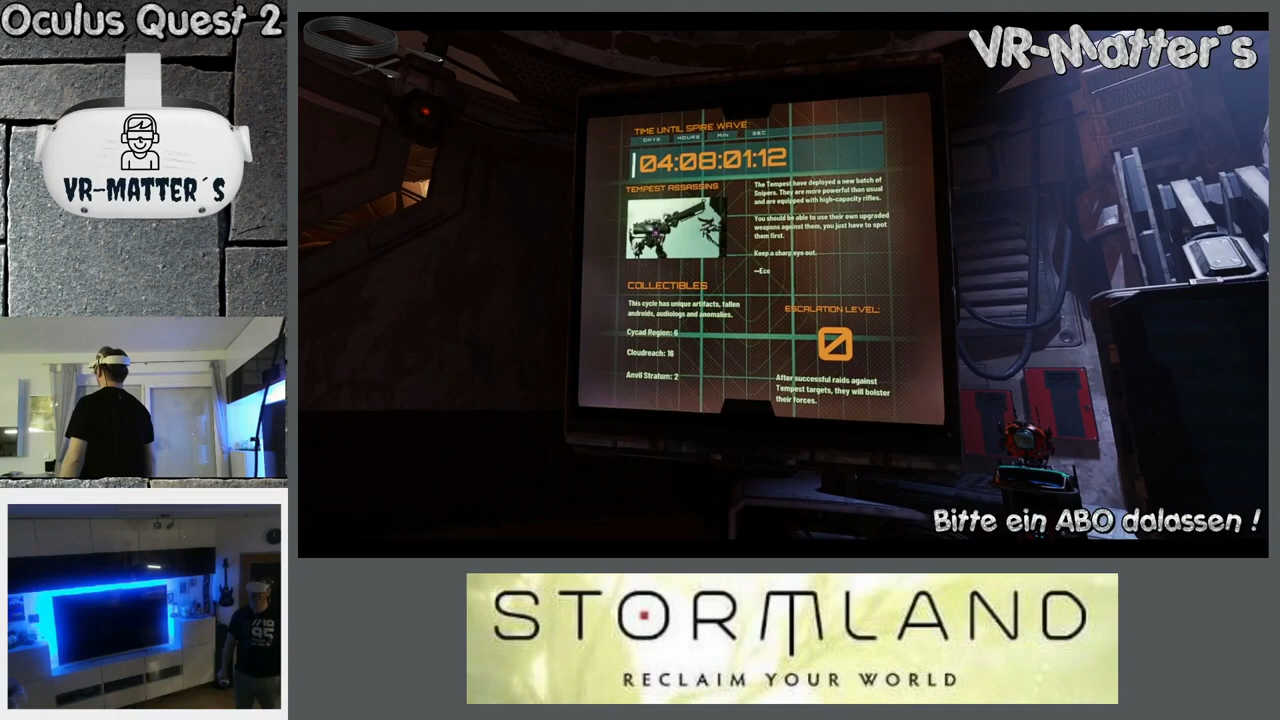 Oculus Quest 2
VR-MATTER´S
VR-Matter´s
TIME UNTIL SPIRE WAVE
DAYS HOURS MIN SEC
04:08:01:12
TEMPEST ASSASSINS
The Tempest have deployed a new batch of
Snipers. They are more powerful than usual
and are equipped with high-capacity rifles.
You should be able to use their own upgraded
weapons against them, you just have to spot
them first.
Keep a sharp eye out.
—Eco
COLLECTIBLES
This cycle has unique artifacts, fallen
androids, audiologs and anomalies.
Cycad Region: 6
Cloudreach: 16
Anvil Stratum: 2
ESCALATION LEVEL:
0
After successful raids against
Tempest targets, they will bolster
their forces.
Bitte ein ABO dalassen !
STORMLAND
RECLAIM YOUR WORLD